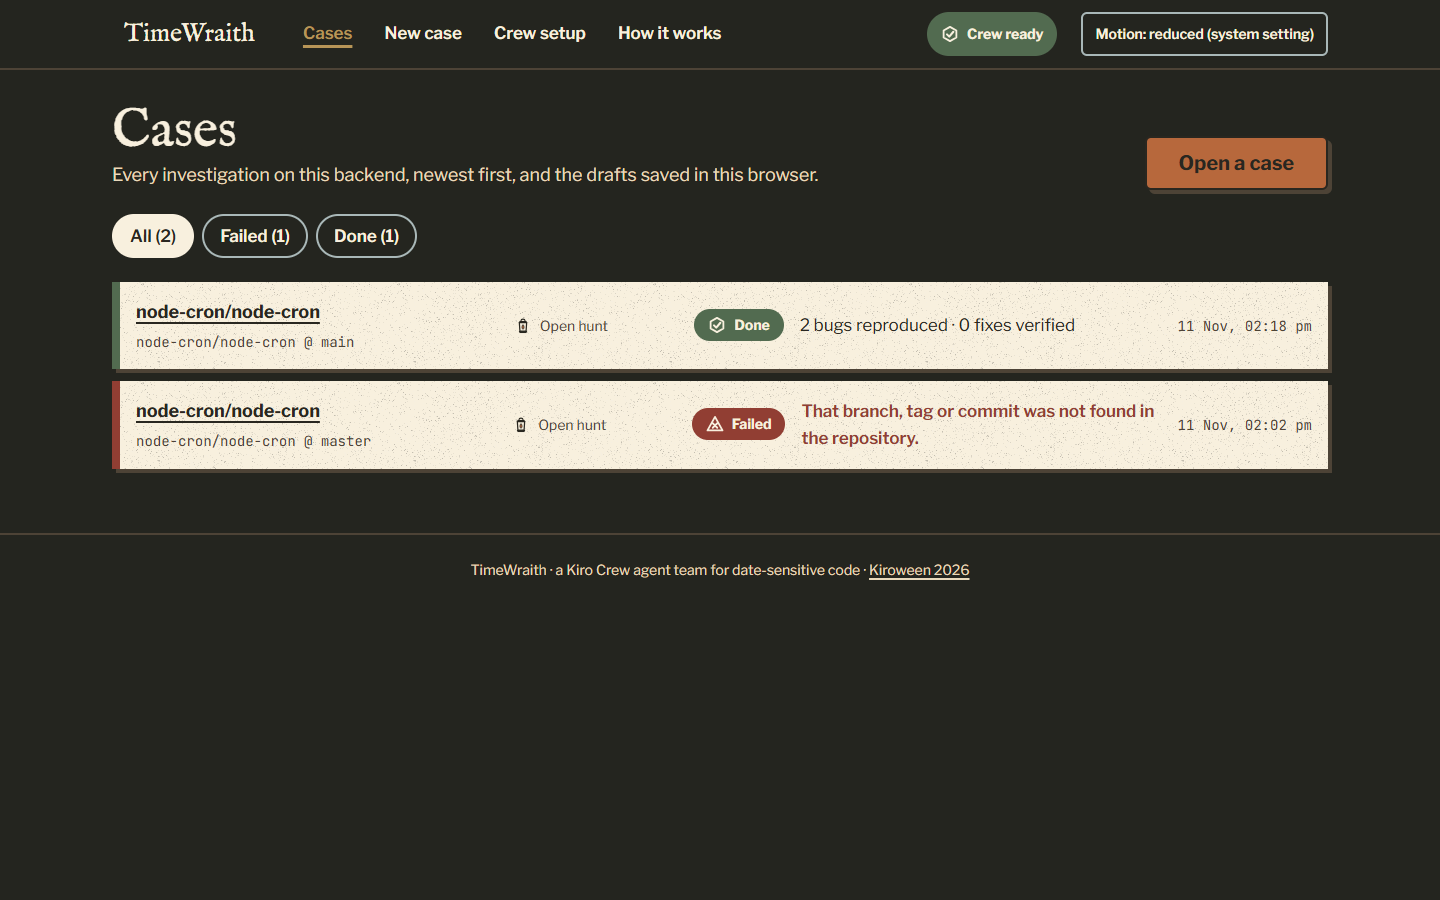 TimeWraith
Cases
New case
Crew setup
How it works
Crew ready
Motion: reduced (system setting)
Cases
Every investigation on this backend, newest first, and the drafts saved in this browser.
Open a case
All (2)
Failed (1)
Done (1)
node-cron/node-cron
node-cron/node-cron @ main
Open hunt
Done
2 bugs reproduced · 0 fixes verified
11 Nov, 02:18 pm
node-cron/node-cron
node-cron/node-cron @ master
Open hunt
Failed
That branch, tag or commit was not found in
the repository.
11 Nov, 02:02 pm
TimeWraith · a Kiro Crew agent team for date-sensitive code · Kiroween 2026